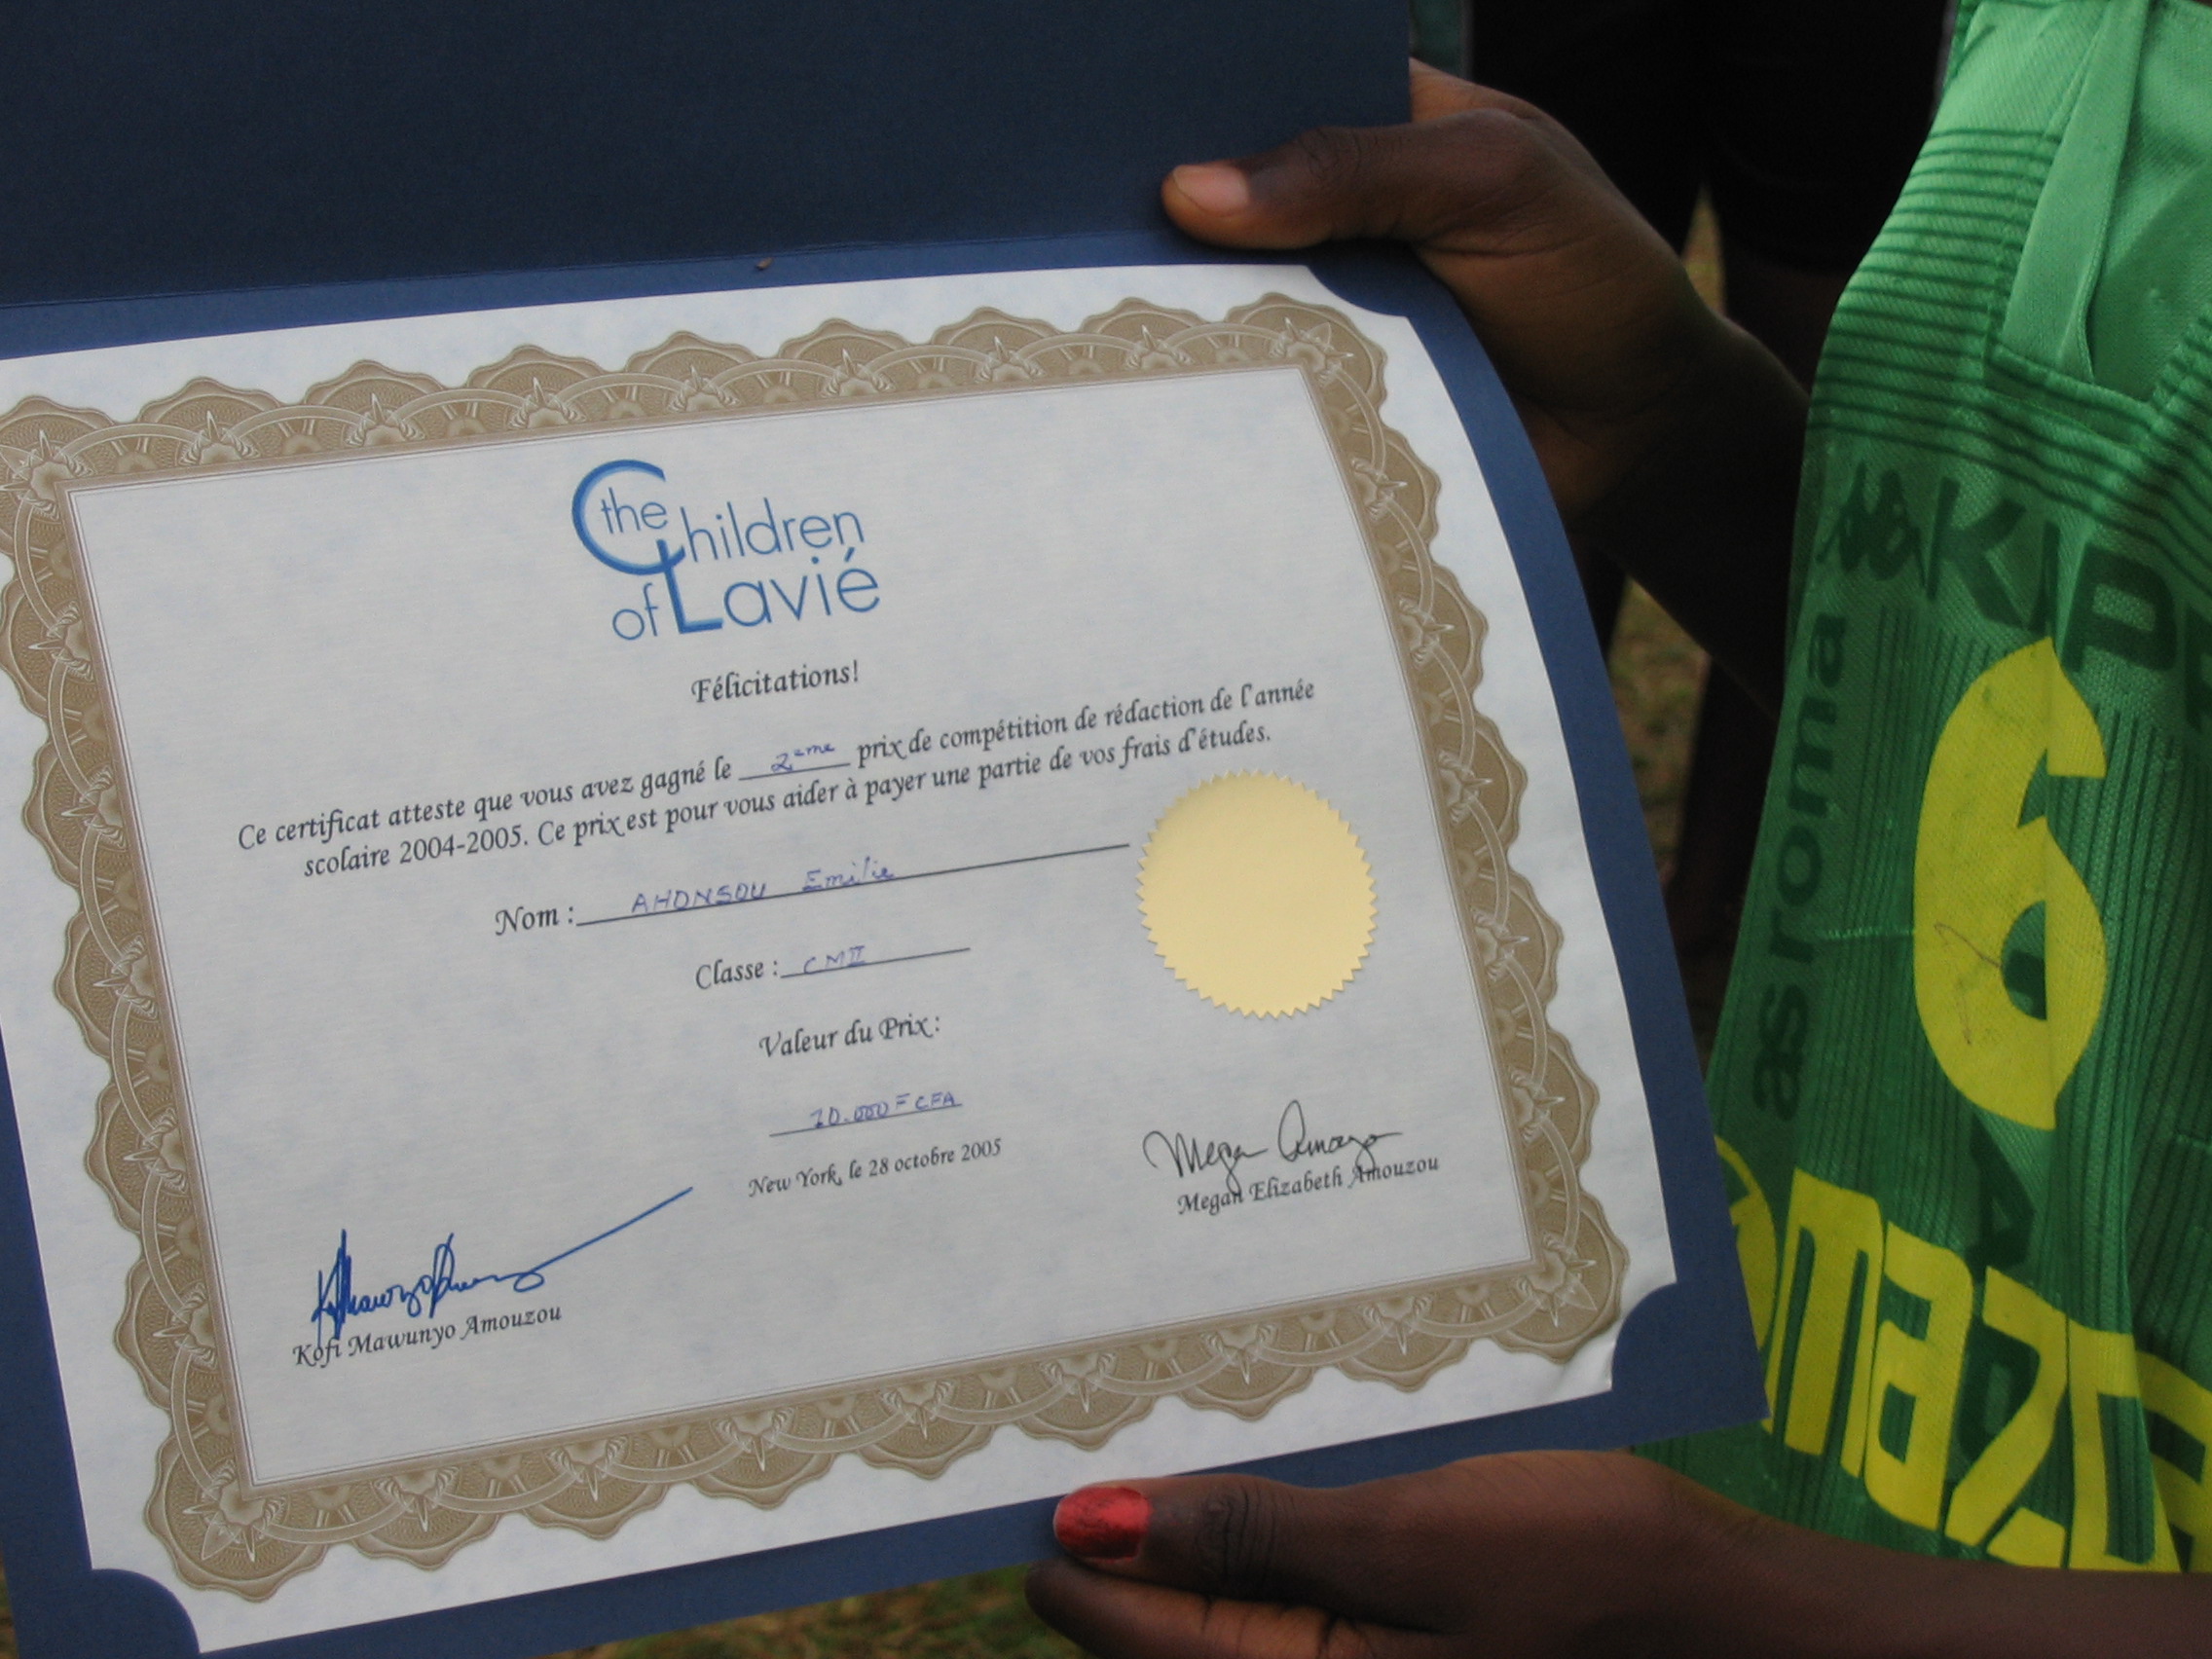 the Children
of Lavié
Félicitations!
Ce certificat atteste que vous avez gagné le 2ème prix de compétition de rédaction de l'année
scolaire 2004-2005. Ce prix est pour vous aider à payer une partie de vos frais d'études.
Nom : AHONSOU Emilie
Classe : CMII
Valeur du Prix :
10.000 F CFA
New York, le 28 octobre 2005
Megan Amouzou
Megan Elizabeth Amouzou
Kofi Mawunyo Amouzou
asroma
6